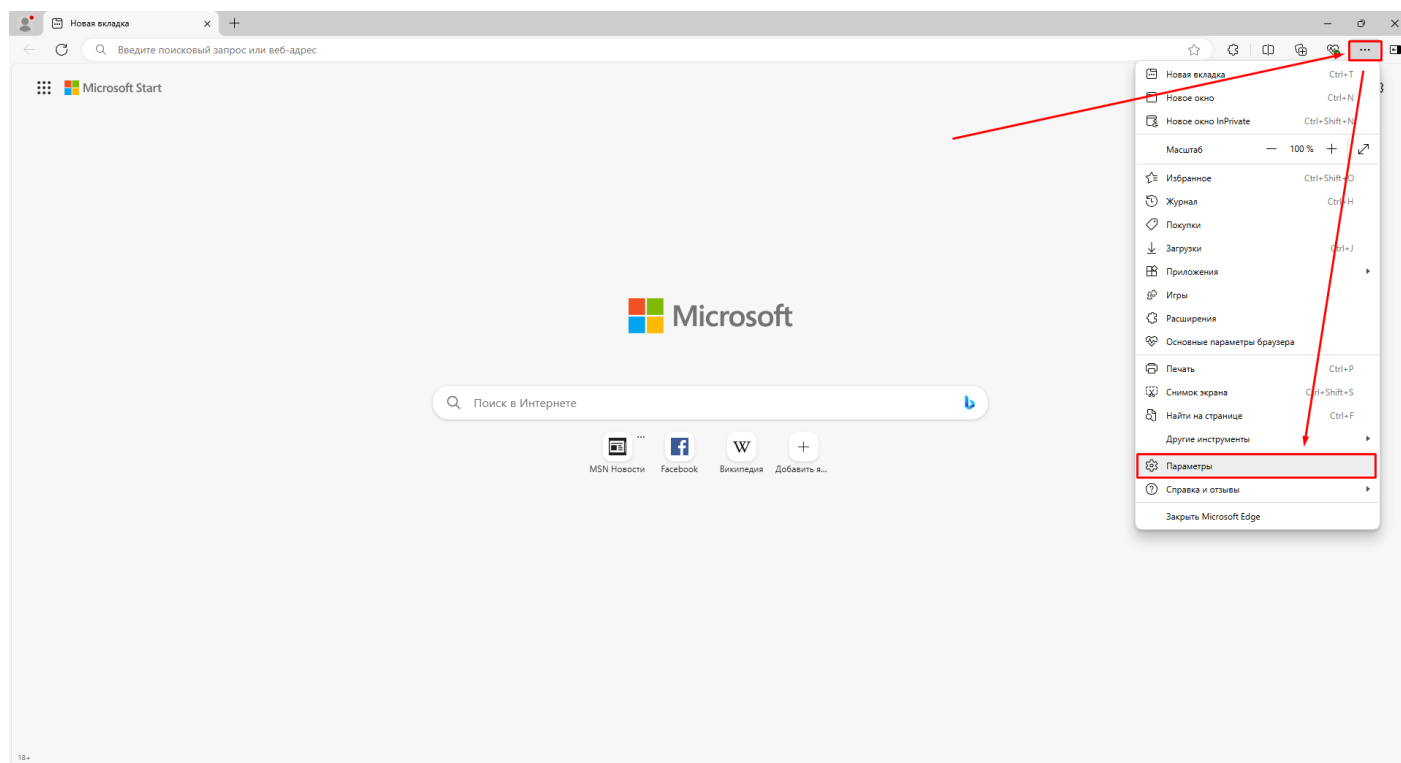 Новая вкладка
Введите поисковый запрос или веб-адрес
Microsoft Start
Новая вкладка Ctrl+T
Новое окно Ctrl+N
Новое окно InPrivate Ctrl+Shift+N
Масштаб — 100 % +
Избранное Ctrl+Shift+O
Журнал Ctrl+H
Покупки
Загрузки Ctrl+J
Приложения
Игры
Расширения
Основные параметры браузера
Печать Ctrl+P
Снимок экрана Ctrl+Shift+S
Найти на странице Ctrl+F
Другие инструменты
Параметры
Справка и отзывы
Закрыть Microsoft Edge
Microsoft
Поиск в Интернете
MSN Новости Facebook Википедия Добавить я...
18+